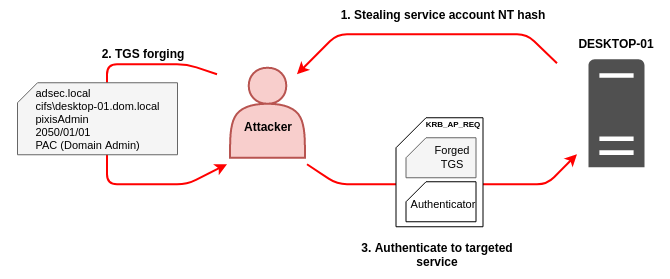 1. Stealing service account NT hash
DESKTOP-01
2. TGS forging
adsec.local
cifs\desktop-01.dom.local
pixisAdmin
2050/01/01
PAC (Domain Admin)
Attacker
KRB_AP_REQ
Forged
TGS
Authenticator
3. Authenticate to targeted
service